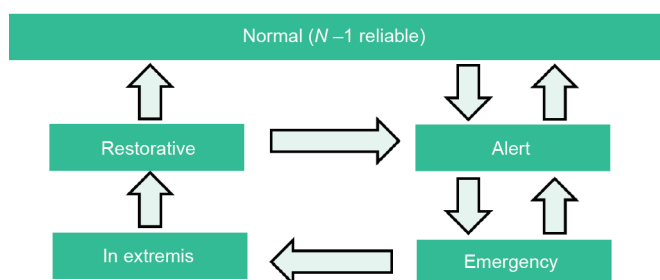 Normal (N –1 reliable)
Restorative
Alert
In extremis
Emergency